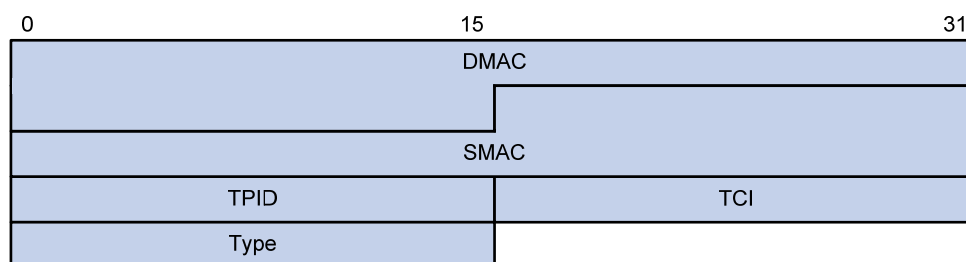 0 15 31
DMAC
SMAC
TPID TCI
Type